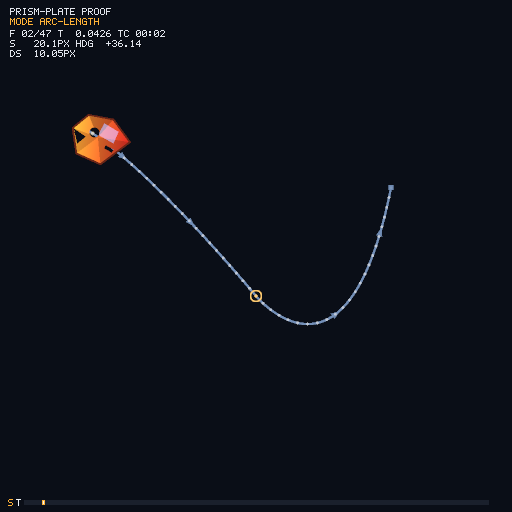 PRISM-PLATE PROOF
MODE ARC-LENGTH
F 02/47 T  0.0426 TC 00:02
S   20.1PX HDG  +36.14
DS  10.05PX
ST